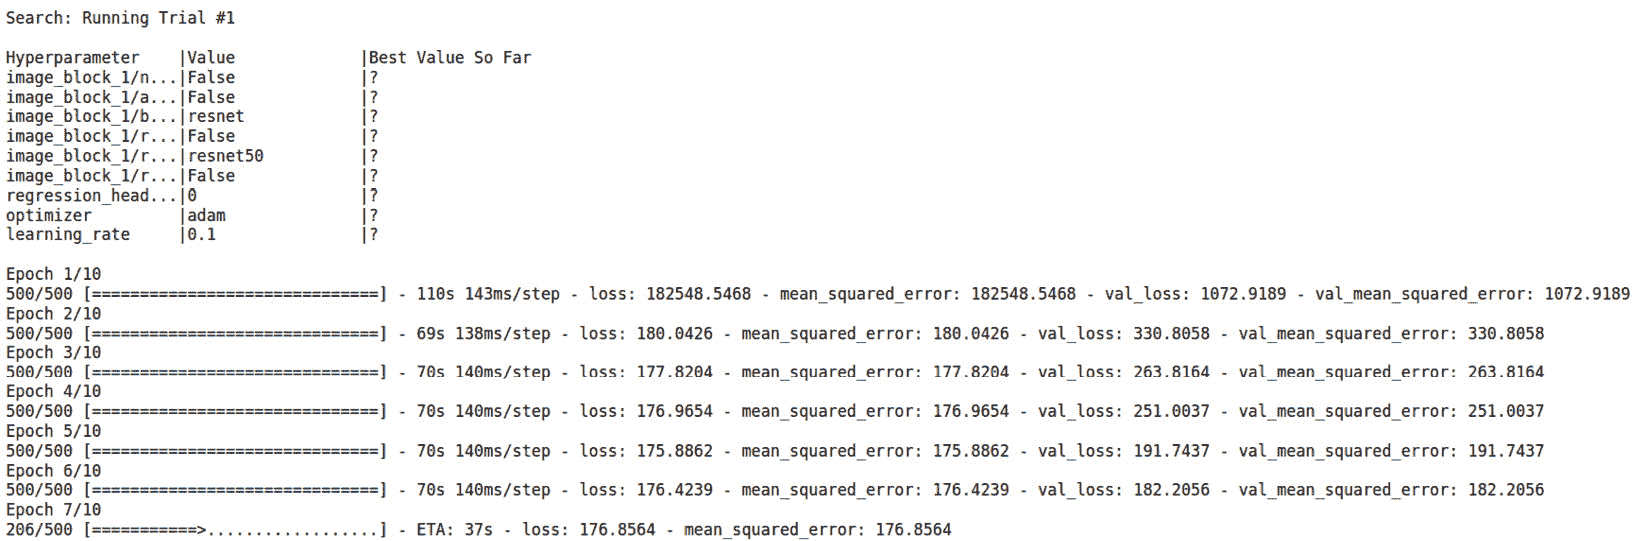 Search: Running Trial #1
Hyperparameter    |Value             |Best Value So Far
image_block_1/n...|False             |?
image_block_1/a...|False             |?
image_block_1/b...|resnet            |?
image_block_1/r...|False             |?
image_block_1/r...|resnet50          |?
image_block_1/r...|False             |?
regression_head...|0                 |?
optimizer         |adam              |?
learning_rate     |0.1               |?
Epoch 1/10
500/500 [==============================] - 110s 143ms/step - loss: 182548.5468 - mean_squared_error: 182548.5468 - val_loss: 1072.9189 - val_mean_squared_error: 1072.9189
Epoch 2/10
500/500 [==============================] - 69s 138ms/step - loss: 180.0426 - mean_squared_error: 180.0426 - val_loss: 330.8058 - val_mean_squared_error: 330.8058
Epoch 3/10
500/500 [==============================] - 70s 140ms/step - loss: 177.8204 - mean_squared_error: 177.8204 - val_loss: 263.8164 - val_mean_squared_error: 263.8164
Epoch 4/10
500/500 [==============================] - 70s 140ms/step - loss: 176.9654 - mean_squared_error: 176.9654 - val_loss: 251.0037 - val_mean_squared_error: 251.0037
Epoch 5/10
500/500 [==============================] - 70s 140ms/step - loss: 175.8862 - mean_squared_error: 175.8862 - val_loss: 191.7437 - val_mean_squared_error: 191.7437
Epoch 6/10
500/500 [==============================] - 70s 140ms/step - loss: 176.4239 - mean_squared_error: 176.4239 - val_loss: 182.2056 - val_mean_squared_error: 182.2056
Epoch 7/10
206/500 [===========>..................] - ETA: 37s - loss: 176.8564 - mean_squared_error: 176.8564